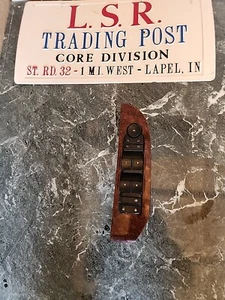 L.S.R.
TRADING POST
CORE DIVISION
ST. RD. 32 - 1 MI. WEST - LAPEL, IN